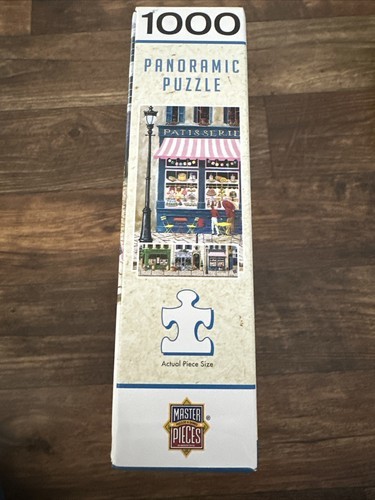 1000
PANORAMIC
PUZZLE
PATISSERIE
Actual Piece Size
MASTER
PIECES
®